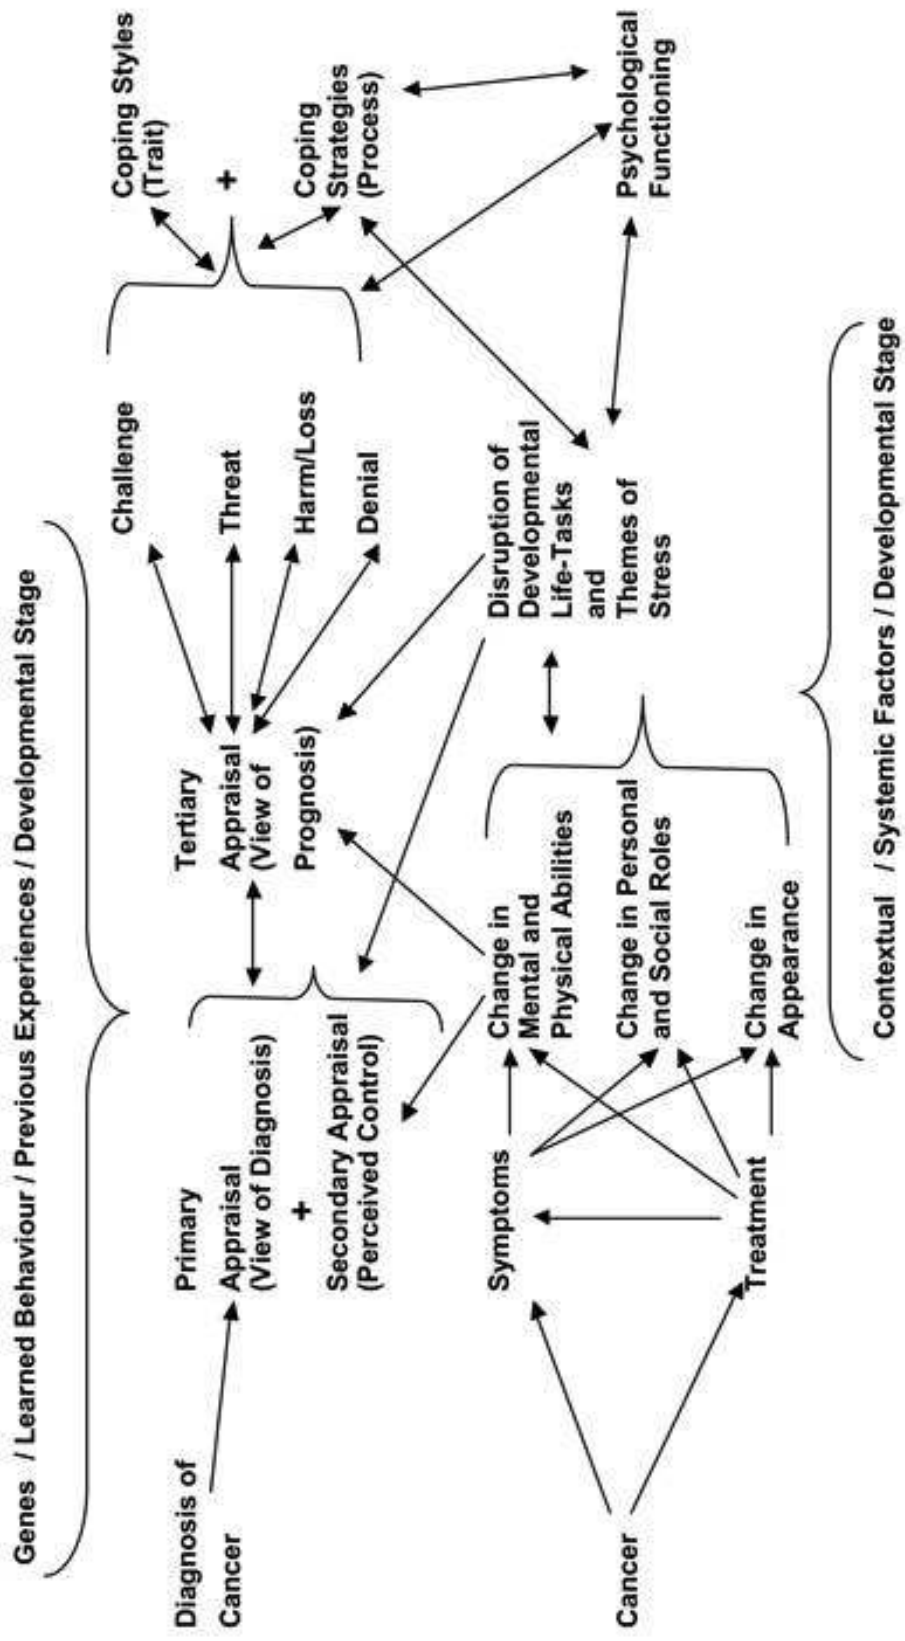 Genes / Learned Behaviour / Previous Experiences / Developmental Stage
Diagnosis of
Cancer
Primary
Appraisal
(View of Diagnosis)
+
Secondary Appraisal
(Perceived Control)
Tertiary
Appraisal
(View of
Prognosis)
Challenge
Threat
Harm/Loss
Denial
Coping Styles
(Trait)
+
Coping
Strategies
(Process)
Cancer
Symptoms
Treatment
Change in
Mental and
Physical Abilities
Change in Personal
and Social Roles
Change in
Appearance
Disruption of
Developmental
Life-Tasks
and
Themes of
Stress
Psychological
Functioning
Contextual / Systemic Factors / Developmental Stage